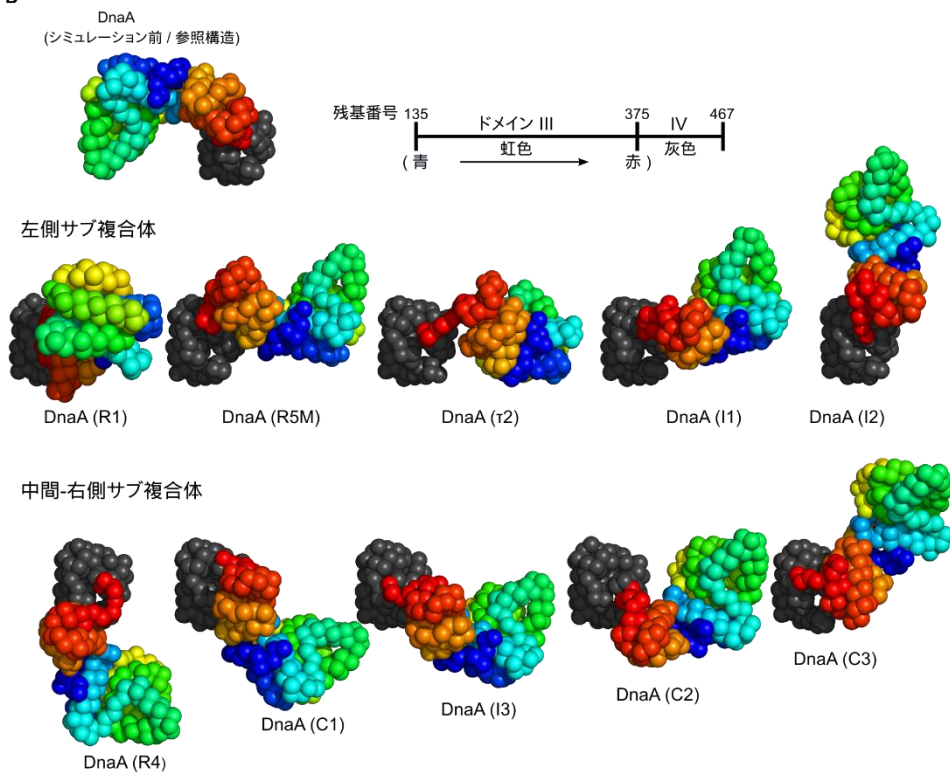 DnaA
(シミュレーション前 / 参照構造)
残基番号 135 ドメイン III 375 IV 467
(青 虹色 赤) 灰色
左側サブ複合体
DnaA (R1) DnaA (R5M) DnaA (τ2) DnaA (I1) DnaA (I2)
中間-右側サブ複合体
DnaA (R4) DnaA (C1) DnaA (I3) DnaA (C2) DnaA (C3)